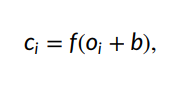 cᵢ = f(oᵢ + b),